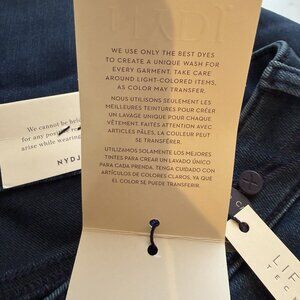 WE USE ONLY THE BEST DYES
TO CREATE A UNIQUE WASH FOR
EVERY GARMENT. TAKE CARE
AROUND LIGHT-COLORED ITEMS,
AS COLOR MAY TRANSFER.
NOUS UTILISONS SEULEMENT LES
MEILLEURES TEINTURES POUR CRÉER
UN LAVAGE UNIQUE POUR CHAQUE
VÊTEMENT. FAITES ATTENTION AVEC
ARTICLES PÂLES, LA COULEUR PEUT
SE TRANSFÉRER.
UTILIZAMOS SOLAMENTE LOS MEJORES
TINTES PARA CREAR UN LAVADO ÚNICO
PARA CADA PRENDA. TENGA CUIDADO CON
ARTÍCULOS DE COLORES CLAROS, YA QUE
EL COLOR SE PUEDE TRANSFERIR.
We cannot be
for any
arise while wearing
NYDJ